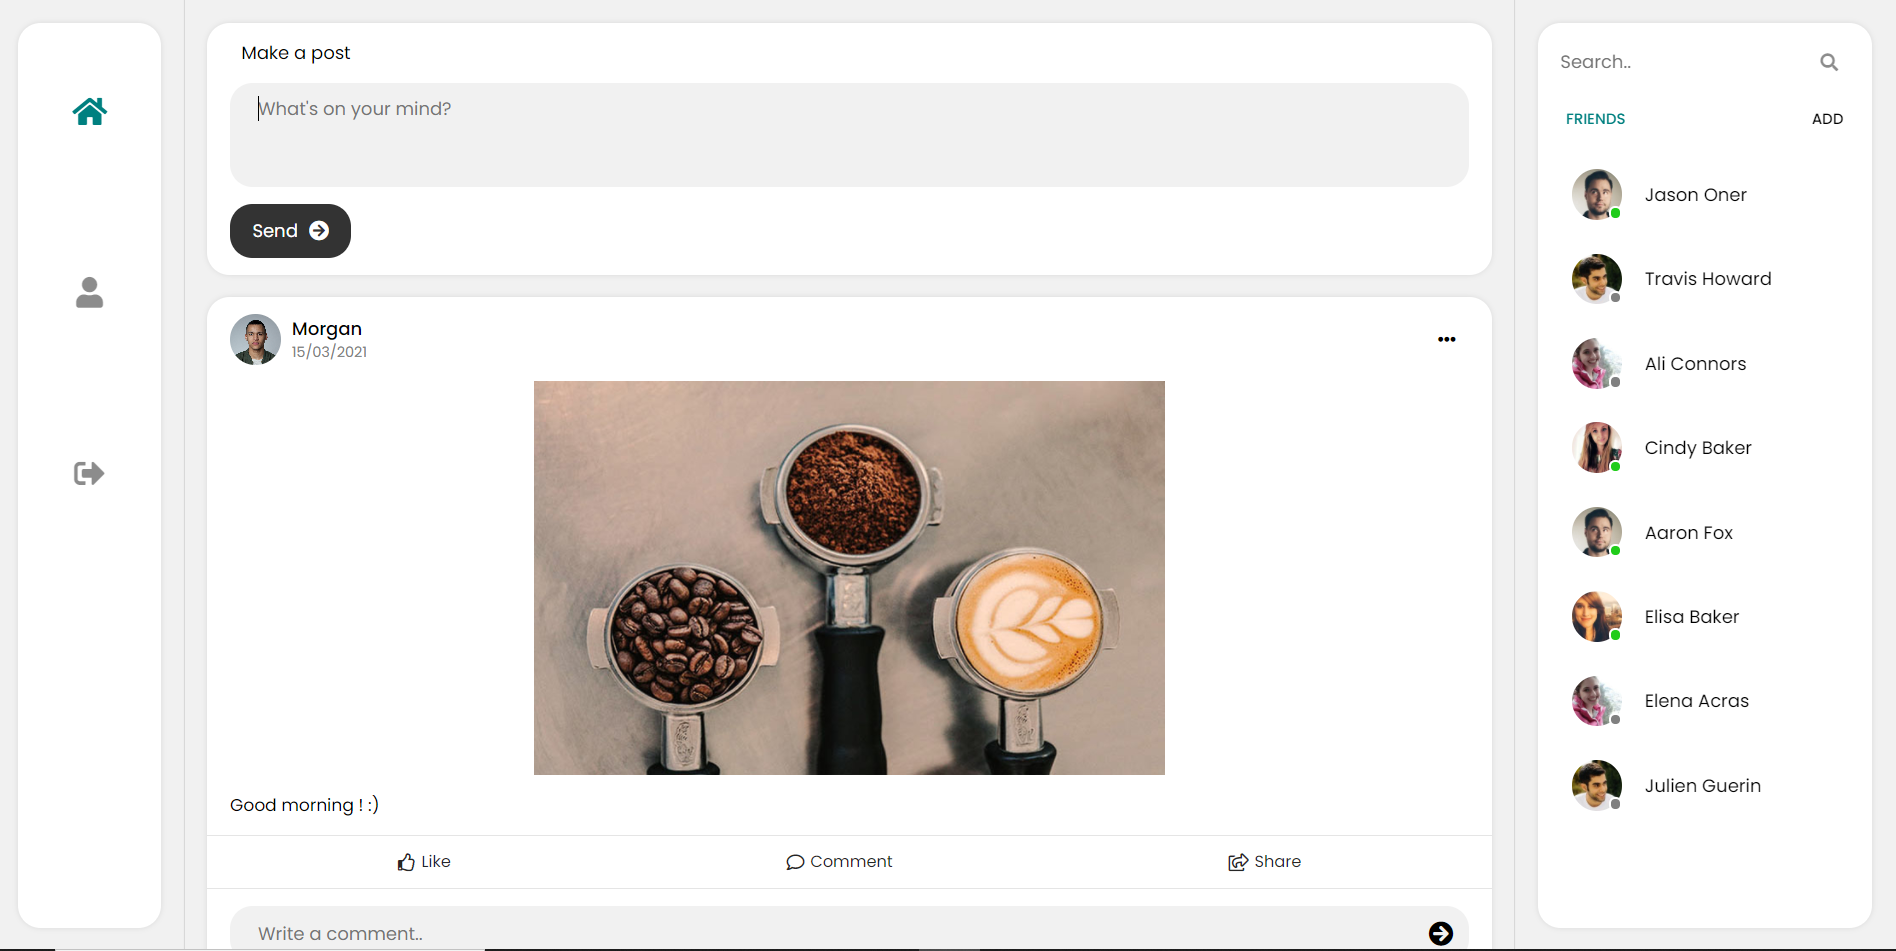 Make a post
What's on your mind?
Send
Morgan
15/03/2021
Good morning ! :)
Like
Comment
Share
Write a comment..
Search..
FRIENDS
ADD
Jason Oner
Travis Howard
Ali Connors
Cindy Baker
Aaron Fox
Elisa Baker
Elena Acras
Julien Guerin